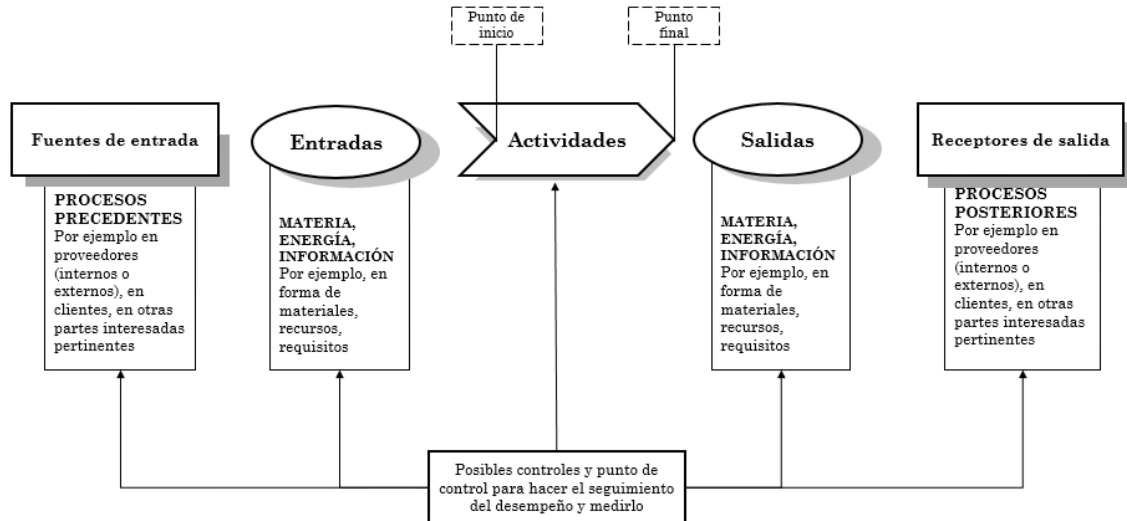 Punto de
inicio
Punto
final
Fuentes de entrada
Entradas
Actividades
Salidas
Receptores de salida
PROCESOS
PRECEDENTES
Por ejemplo en
proveedores
(internos o
externos), en
clientes, en otras
partes interesadas
pertinentes
MATERIA,
ENERGÍA,
INFORMACIÓN
Por ejemplo, en
forma de
materiales,
recursos,
requisitos
MATERIA,
ENERGÍA,
INFORMACIÓN
Por ejemplo, en
forma de
materiales,
recursos,
requisitos
PROCESOS
POSTERIORES
Por ejemplo en
proveedores
(internos o
externos), en
clientes, en otras
partes interesadas
pertinentes
Posibles controles y punto de
control para hacer el seguimiento
del desempeño y medirlo